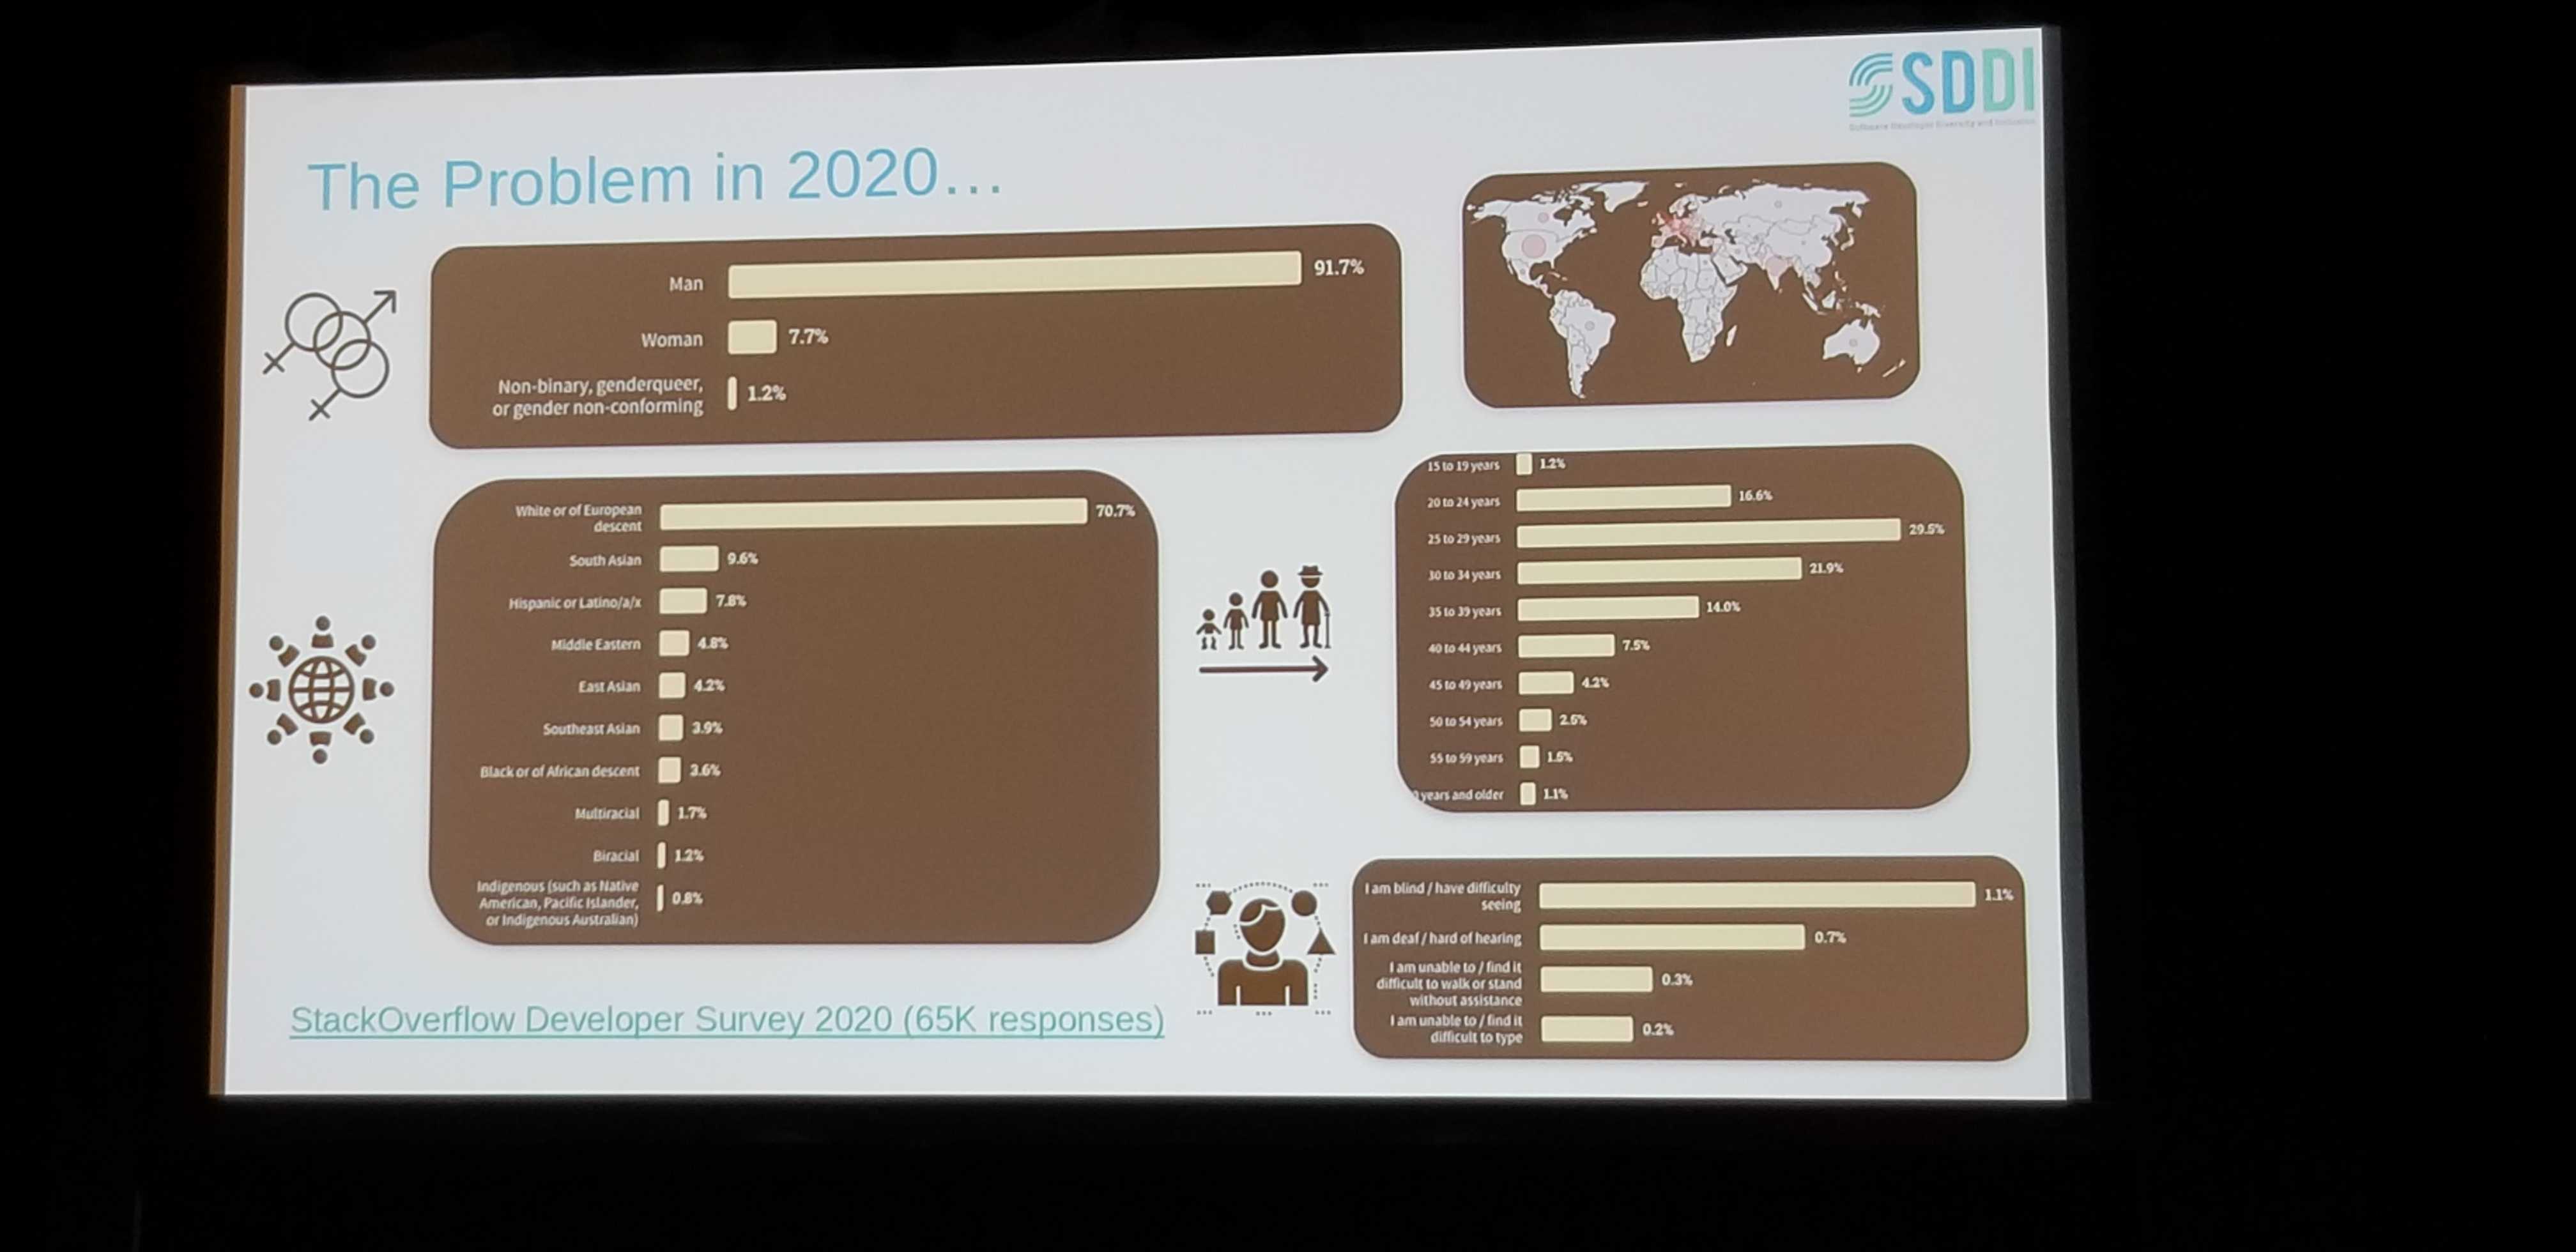 SDDI
Software Developer Diversity and Inclusion
The Problem in 2020…
Man 91.7%
Woman 7.7%
Non-binary, genderqueer,
or gender non-conforming 1.2%
White or of European
descent 70.7%
South Asian 9.6%
Hispanic or Latino/a/x 7.8%
Middle Eastern 4.8%
East Asian 4.2%
Southeast Asian 3.9%
Black or of African descent 3.6%
Multiracial 1.7%
Biracial 1.2%
Indigenous (such as Native
American, Pacific Islander,
or Indigenous Australian) 0.8%
15 to 19 years 1.2%
20 to 24 years 16.6%
25 to 29 years 29.5%
30 to 34 years 21.9%
35 to 39 years 14.0%
40 to 44 years 7.5%
45 to 49 years 4.2%
50 to 54 years
55 to 59 years
years and older 1.1%
I am blind / have difficulty
seeing 1.1%
I am deaf / hard of hearing 0.7%
I am unable to / find it
difficult to walk or stand
without assistance 0.3%
I am unable to / find it
difficult to type 0.2%
StackOverflow Developer Survey 2020 (65K responses)